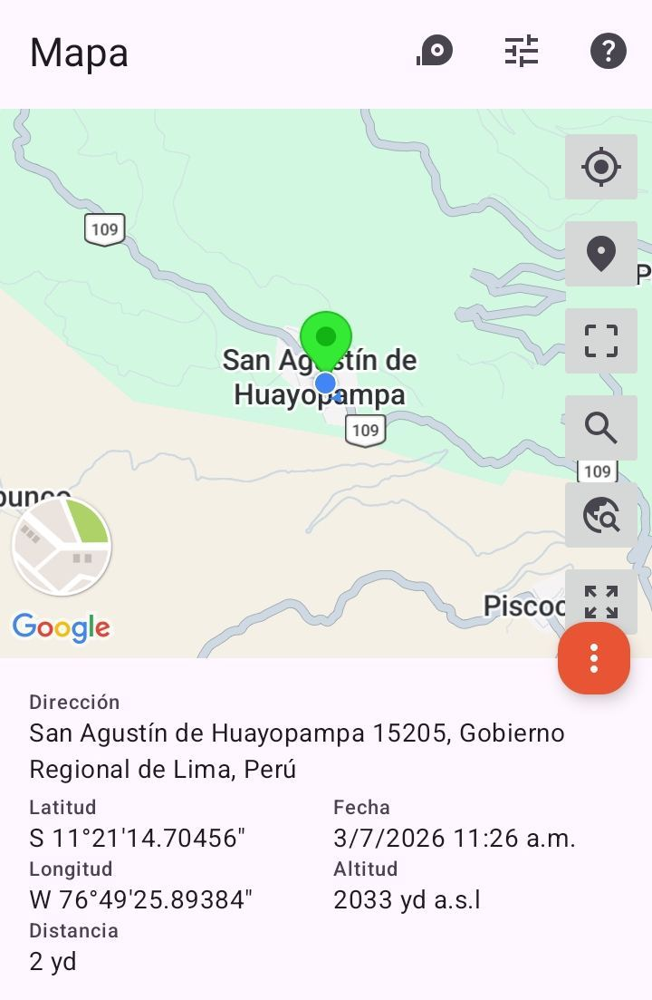 Mapa
109
P
San Agustín de
Huayopampa
109
109
Piscoc
Google
Dirección
San Agustín de Huayopampa 15205, Gobierno
Regional de Lima, Perú
Latitud
S 11°21'14.70456"
Fecha
3/7/2026 11:26 a.m.
Longitud
W 76°49'25.89384"
Altitud
2033 yd a.s.l
Distancia
2 yd